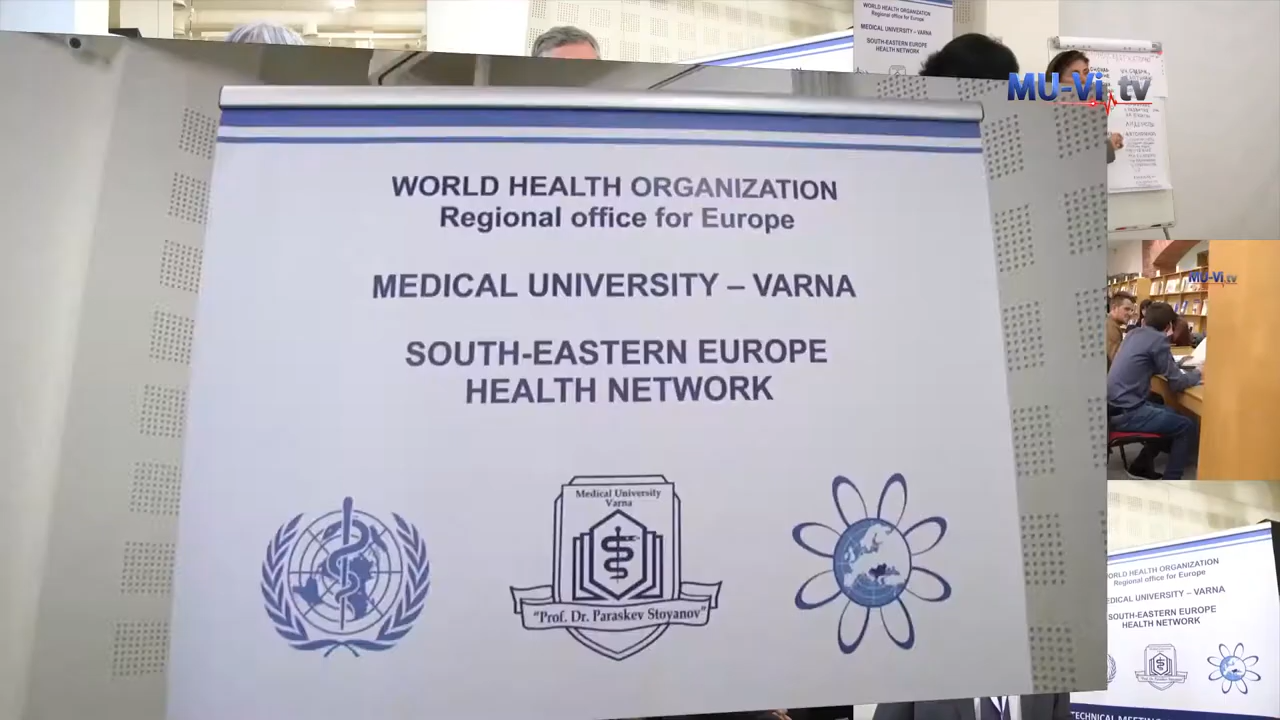 WORLD HEALTH ORGANIZATION
Regional office for Europe
MEDICAL UNIVERSITY – VARNA
SOUTH-EASTERN EUROPE
HEALTH NETWORK
MU-Vi.tv
WORLD HEALTH ORGANIZATION
Regional office for Europe
MEDICAL UNIVERSITY – VARNA
SOUTH-EASTERN EUROPE
HEALTH NETWORK
Medical University
Varna
"Prof. Dr. Paraskev Stoyanov"
MU-Vi.tv
ORLD HEALTH ORGANIZATION
Regional office for Europe
EDICAL UNIVERSITY – VARNA
SOUTH-EASTERN EUROPE
HEALTH NETWORK
TECHNICAL MEETING